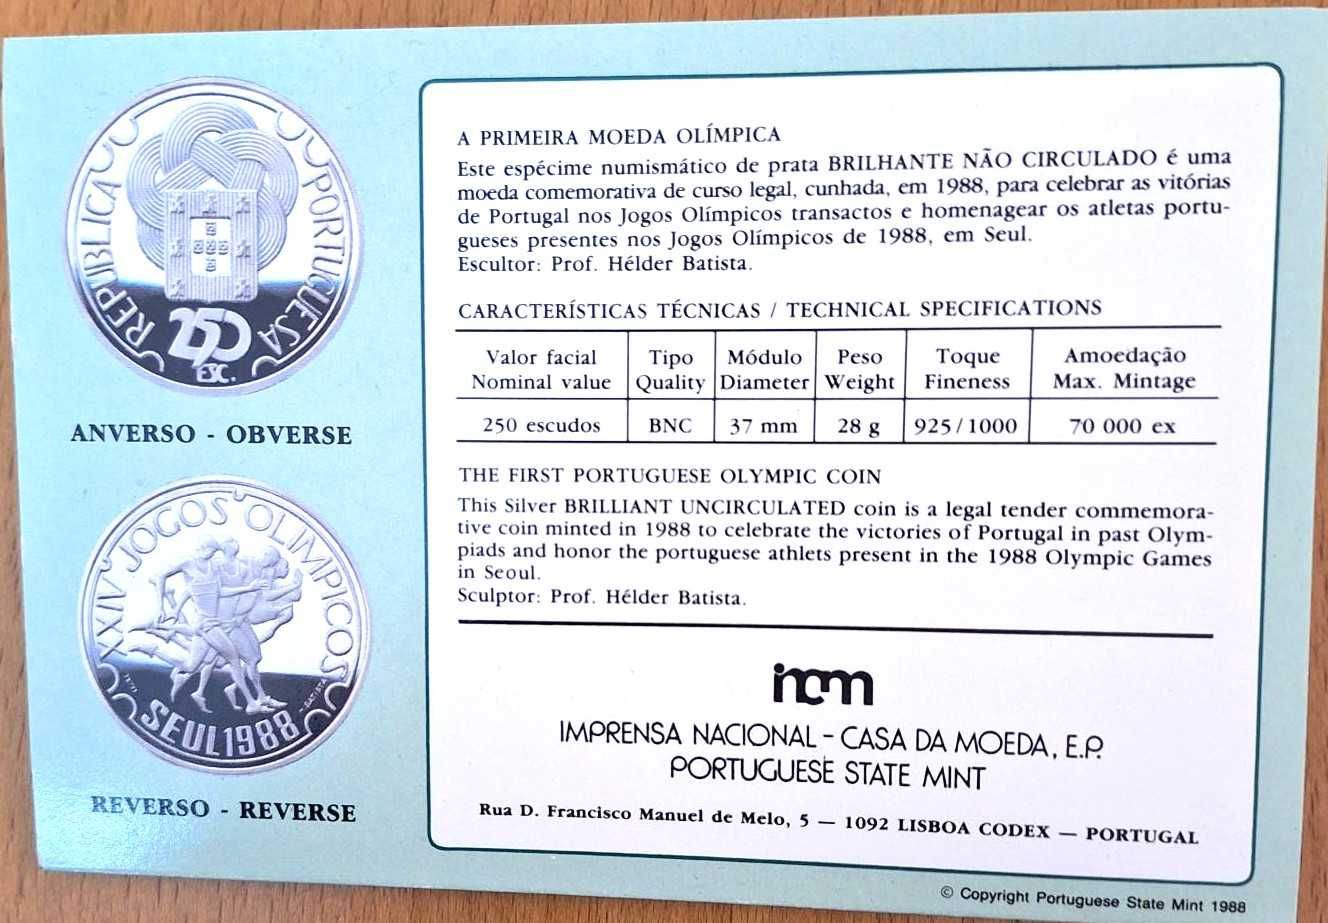 REPUBLICA PORTUGUESA
250
ESC.
ANVERSO - OBVERSE
XXIV JOGOS OLIMPICOS
BATISTA
SEUL 1988
REVERSO - REVERSE
A PRIMEIRA MOEDA OLÍMPICA
Este espécime numismático de prata BRILHANTE NÃO CIRCULADO é uma
moeda comemorativa de curso legal, cunhada, em 1988, para celebrar as vitórias
de Portugal nos Jogos Olímpicos transactos e homenagear os atletas portu-
gueses presentes nos Jogos Olímpicos de 1988, em Seul.
Escultor: Prof. Hélder Batista.
CARACTERÍSTICAS TÉCNICAS / TECHNICAL SPECIFICATIONS
Valor facial Tipo Módulo Peso Toque Amoedação
Nominal value Quality Diameter Weight Fineness Max. Mintage
250 escudos BNC 37 mm 28 g 925/1000 70 000 ex
THE FIRST PORTUGUESE OLYMPIC COIN
This Silver BRILLIANT UNCIRCULATED coin is a legal tender commemora-
tive coin minted in 1988 to celebrate the victories of Portugal in past Olym-
piads and honor the portuguese athlets present in the 1988 Olympic Games
in Seoul.
Sculptor: Prof. Hélder Batista.
incm
IMPRENSA NACIONAL - CASA DA MOEDA, E.P.
PORTUGUESE STATE MINT
Rua D. Francisco Manuel de Melo, 5 — 1092 LISBOA CODEX — PORTUGAL
© Copyright Portuguese State Mint 1988